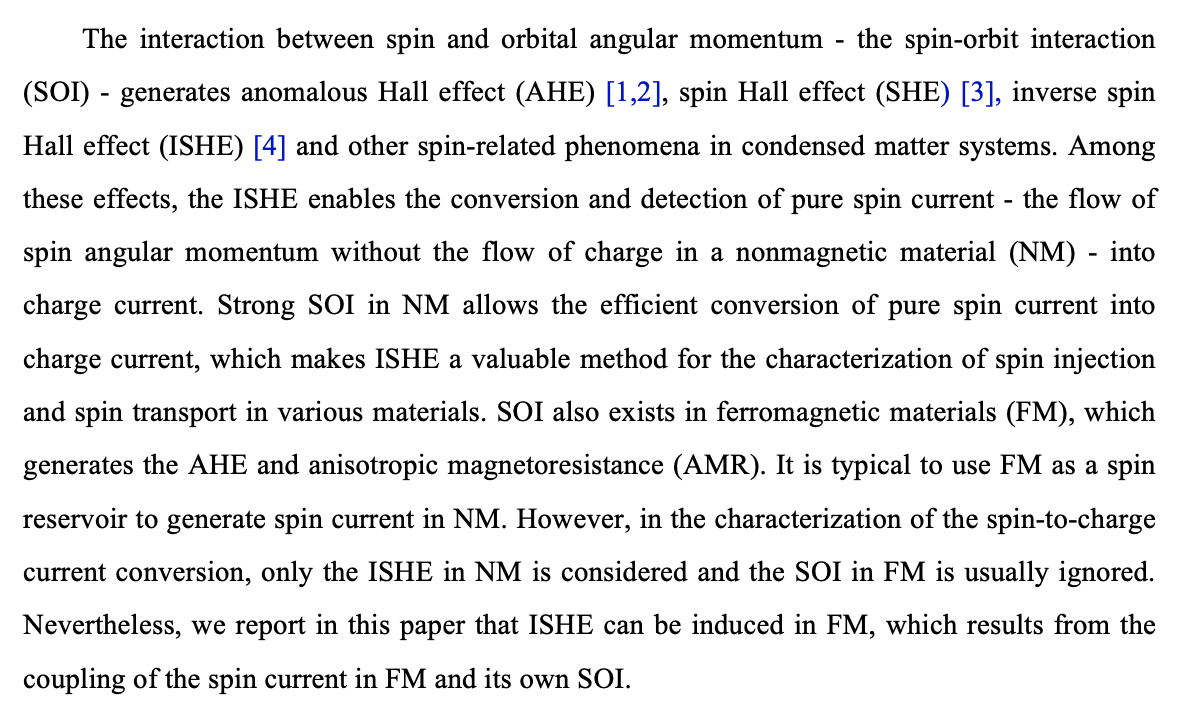 The interaction between spin and orbital angular momentum - the spin-orbit interaction
(SOI) - generates anomalous Hall effect (AHE) [1,2], spin Hall effect (SHE) [3], inverse spin
Hall effect (ISHE) [4] and other spin-related phenomena in condensed matter systems. Among
these effects, the ISHE enables the conversion and detection of pure spin current - the flow of
spin angular momentum without the flow of charge in a nonmagnetic material (NM) - into
charge current. Strong SOI in NM allows the efficient conversion of pure spin current into
charge current, which makes ISHE a valuable method for the characterization of spin injection
and spin transport in various materials. SOI also exists in ferromagnetic materials (FM), which
generates the AHE and anisotropic magnetoresistance (AMR). It is typical to use FM as a spin
reservoir to generate spin current in NM. However, in the characterization of the spin-to-charge
current conversion, only the ISHE in NM is considered and the SOI in FM is usually ignored.
Nevertheless, we report in this paper that ISHE can be induced in FM, which results from the
coupling of the spin current in FM and its own SOI.